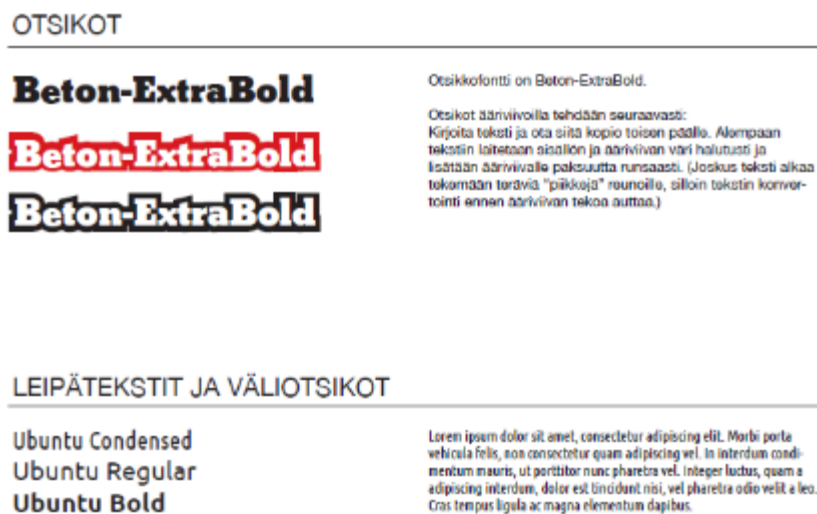 OTSIKOT
Beton-ExtraBold
Beton-ExtraBold
Beton-ExtraBold
Otsikkofontti on Beton-ExtraBold.
Otsikot ääriviivoilla tehdään seuraavasti:
Kirjoita teksti ja ota siitä kopio toisen päälle. Alempaan
tekstiin laitetaan sisällön ja ääriviivan väri halutusti ja
lisätään ääriviivalle paksuutta runsaasti. (Joskus teksti alkaa
tekemään teräviä "piikkejä" reunoille, silloin tekstin konver-
tointi ennen ääriviivan tekoa auttaa.)
LEIPÄTEKSTIT JA VÄLIOTSIKOT
Ubuntu Condensed
Ubuntu Regular
Ubuntu Bold
Lorem ipsum dolor sit amet, consectetur adipiscing elit. Morbi porta
vehicula felis, non consectetur quam adipiscing vel. In interdum condi-
mentum mauris, ut porttitor nunc pharetra vel. Integer luctus, quam a
adipiscing interdum, dolor est tincidunt nisi, vel pharetra odio velit a leo.
Cras tempus ligula ac magna elementum dapibus.